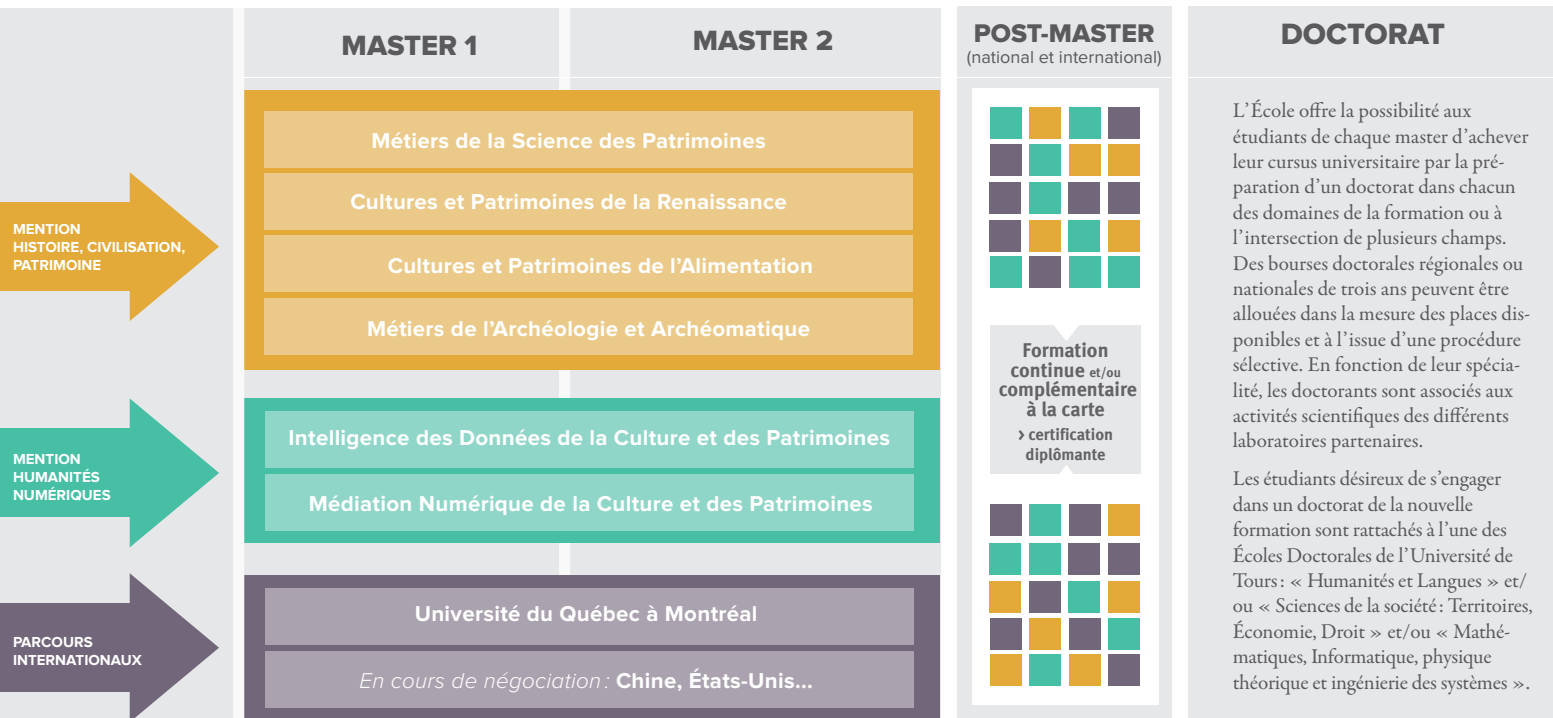 MASTER 1
MASTER 2
POST-MASTER
(national et international)
DOCTORAT
MENTION
HISTOIRE, CIVILISATION,
PATRIMOINE
Métiers de la Science des Patrimoines
Cultures et Patrimoines de la Renaissance
Cultures et Patrimoines de l'Alimentation
Métiers de l'Archéologie et Archéomatique
MENTION
HUMANITÉS
NUMÉRIQUES
Intelligence des Données de la Culture et des Patrimoines
Médiation Numérique de la Culture et des Patrimoines
PARCOURS
INTERNATIONAUX
Université du Québec à Montréal
En cours de négociation : Chine, États-Unis...
Formation
continue et/ou
complémentaire
à la carte
› certification
diplômante
L'École offre la possibilité aux
étudiants de chaque master d'achever
leur cursus universitaire par la pré-
paration d'un doctorat dans chacun
des domaines de la formation ou à
l'intersection de plusieurs champs.
Des bourses doctorales régionales ou
nationales de trois ans peuvent être
allouées dans la mesure des places dis-
ponibles et à l'issue d'une procédure
sélective. En fonction de leur spécia-
lité, les doctorants sont associés aux
activités scientifiques des différents
laboratoires partenaires.
Les étudiants désireux de s'engager
dans un doctorat de la nouvelle
formation sont rattachés à l'une des
Écoles Doctorales de l'Université de
Tours : « Humanités et Langues » et/
ou « Sciences de la société : Territoires,
Économie, Droit » et/ou « Mathé-
matiques, Informatique, physique
théorique et ingénierie des systèmes ».